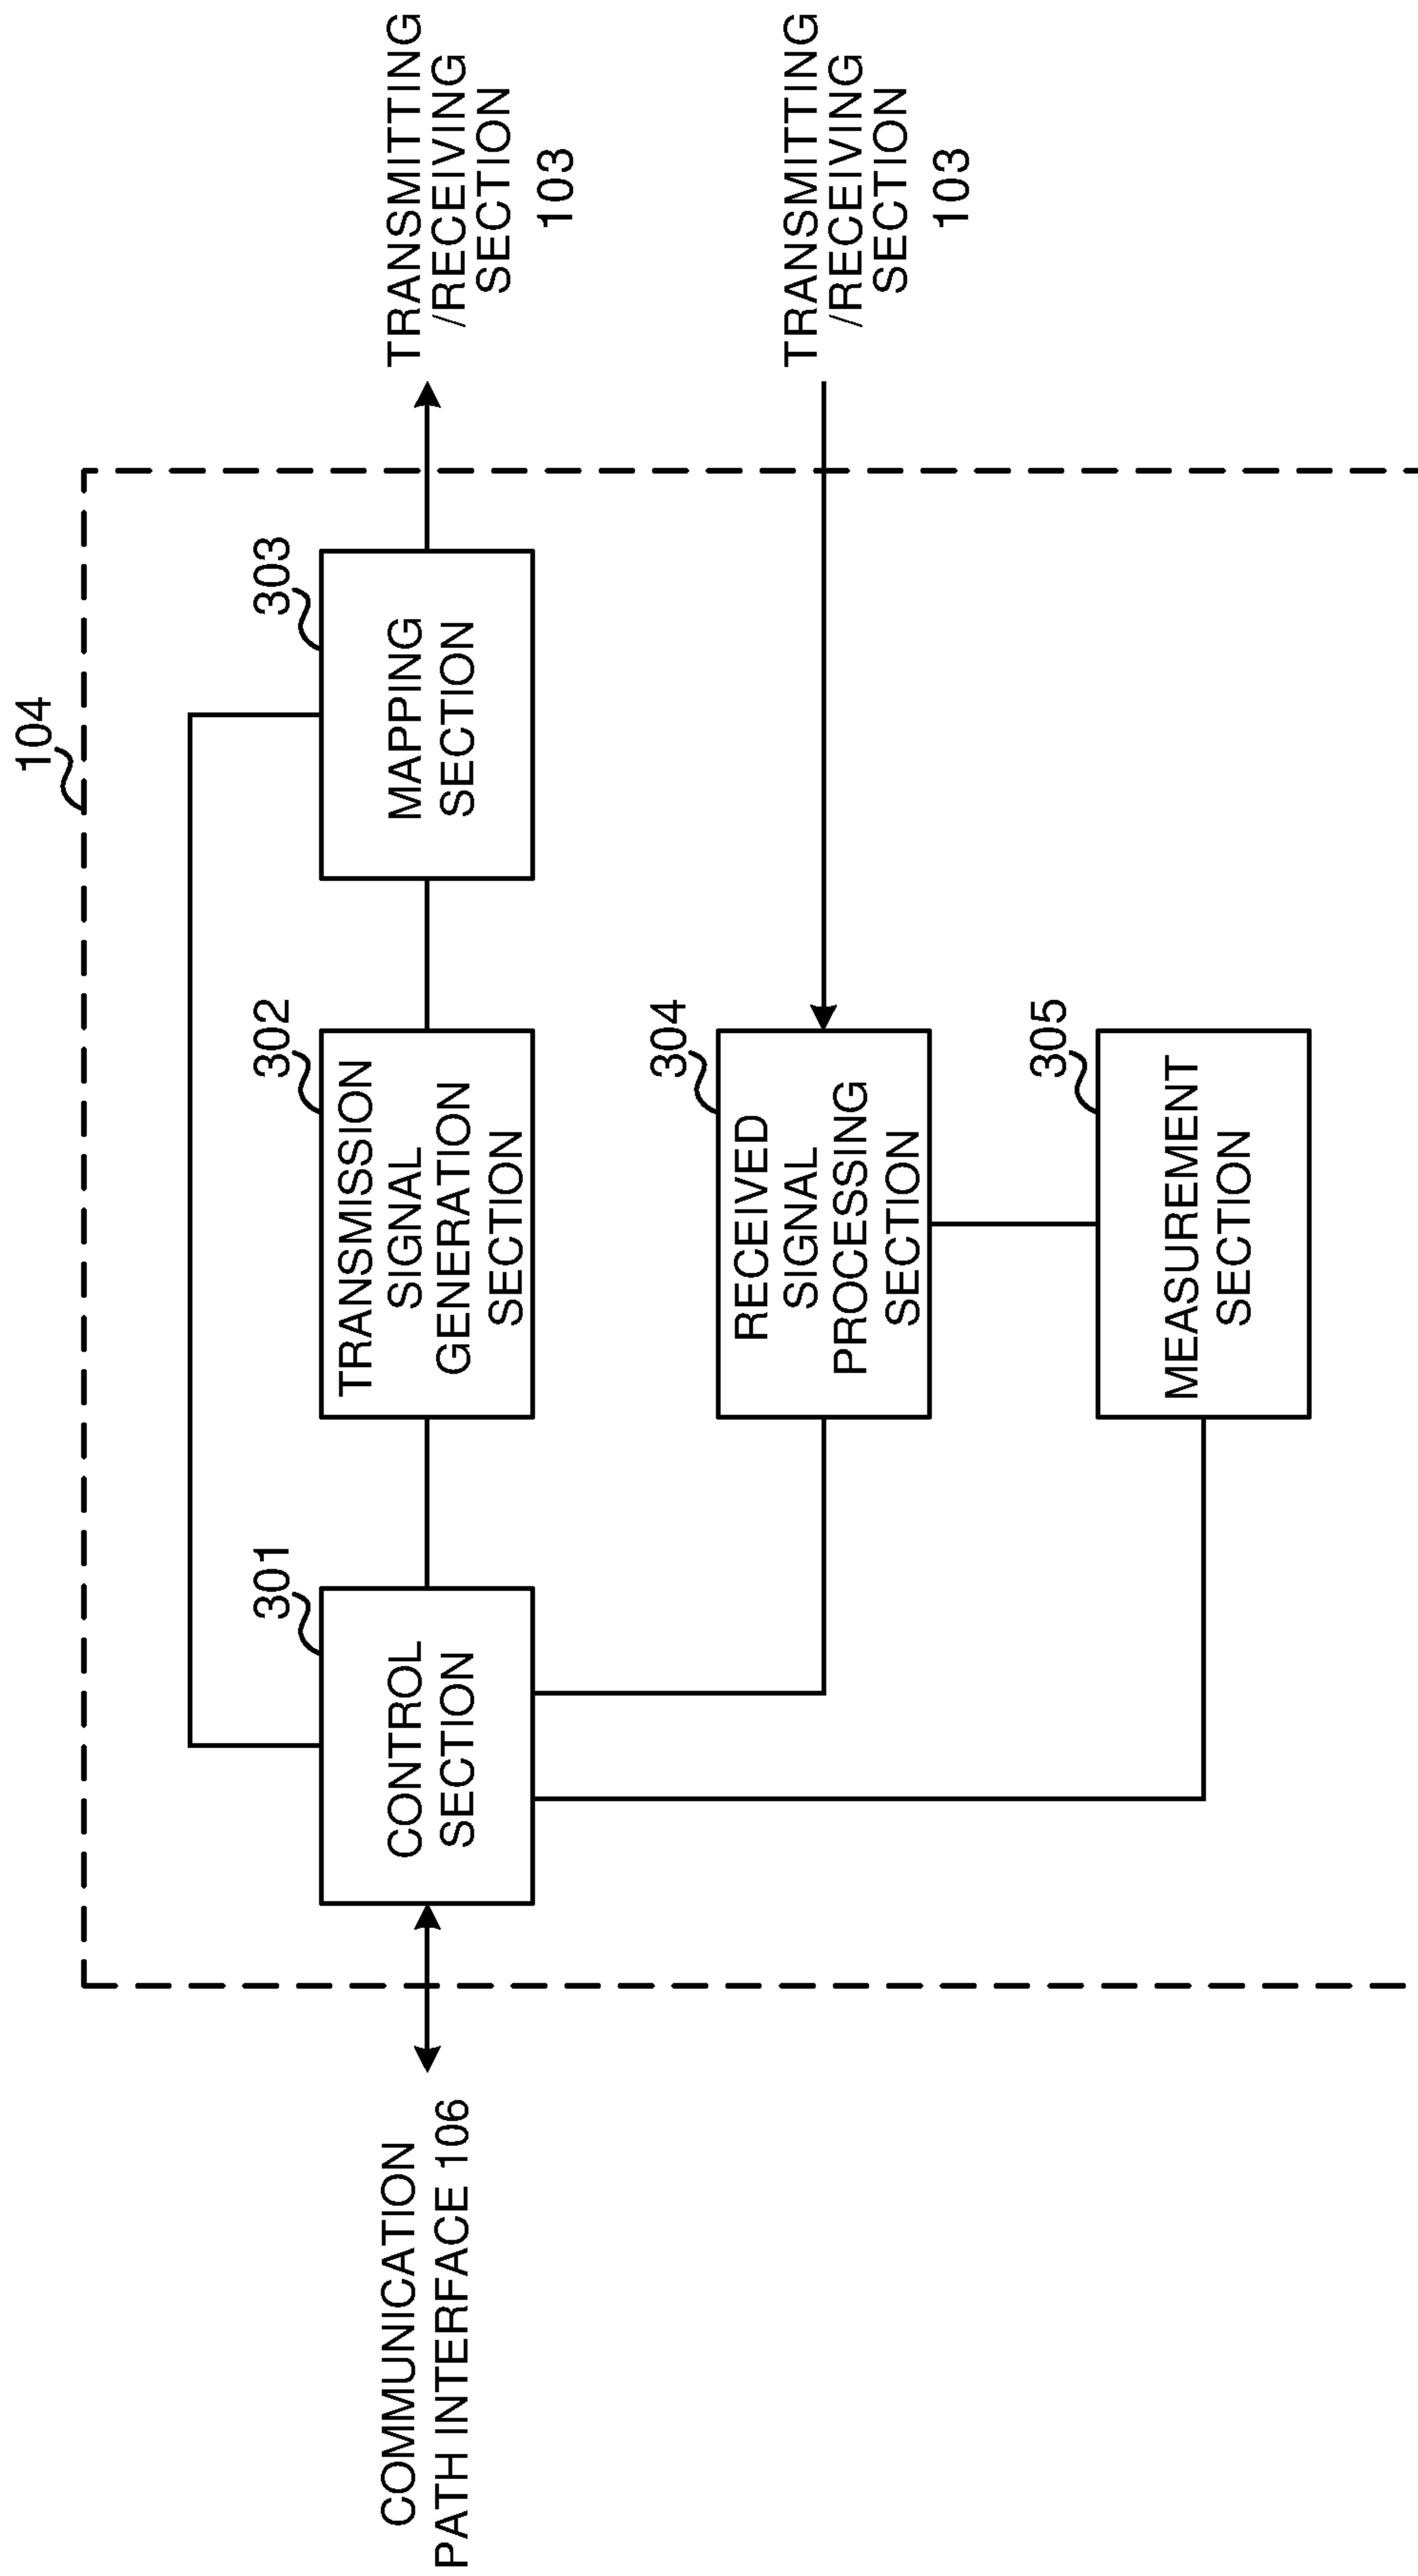 104
COMMUNICATION
PATH INTERFACE 106
301
CONTROL
SECTION
302
TRANSMISSION
SIGNAL
GENERATION
SECTION
303
MAPPING
SECTION
TRANSMITTING
/RECEIVING
SECTION
103
304
RECEIVED
SIGNAL
PROCESSING
SECTION
TRANSMITTING
/RECEIVING
SECTION
103
305
MEASUREMENT
SECTION